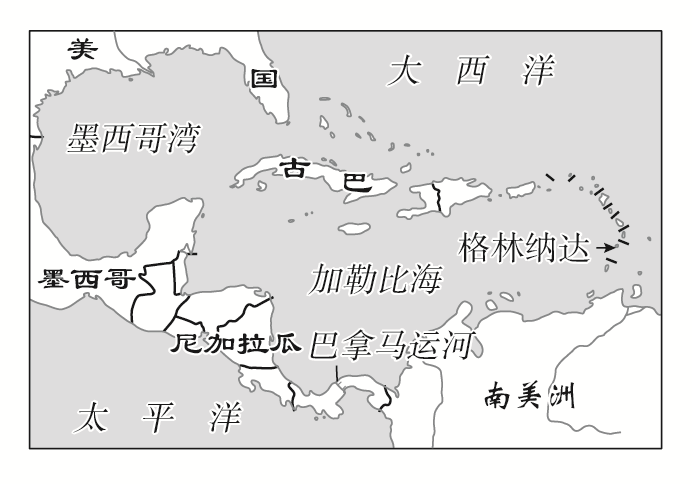 美
国
大西洋
墨西哥湾
古巴
格林纳达
墨西哥
加勒比海
尼加拉瓜
巴拿马运河
南美洲
太平洋